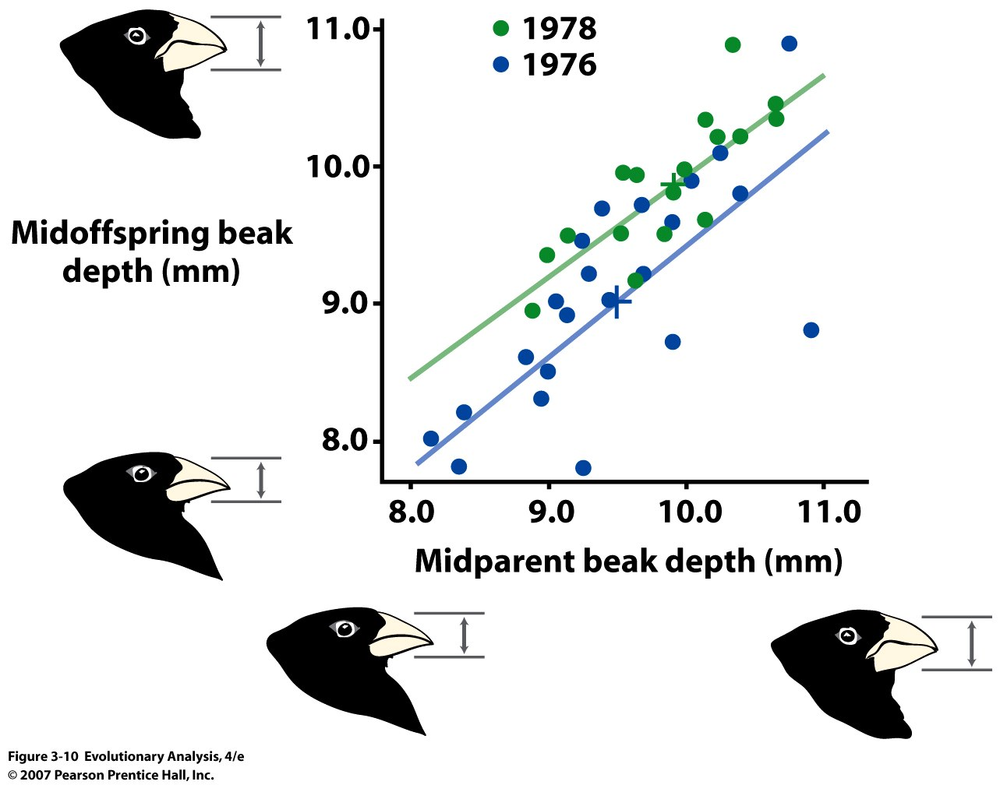 11.0
1978
1976
10.0
Midoffspring beak
depth (mm)
9.0
8.0
8.0 9.0 10.0 11.0
Midparent beak depth (mm)
Figure 3-10 Evolutionary Analysis, 4/e
© 2007 Pearson Prentice Hall, Inc.